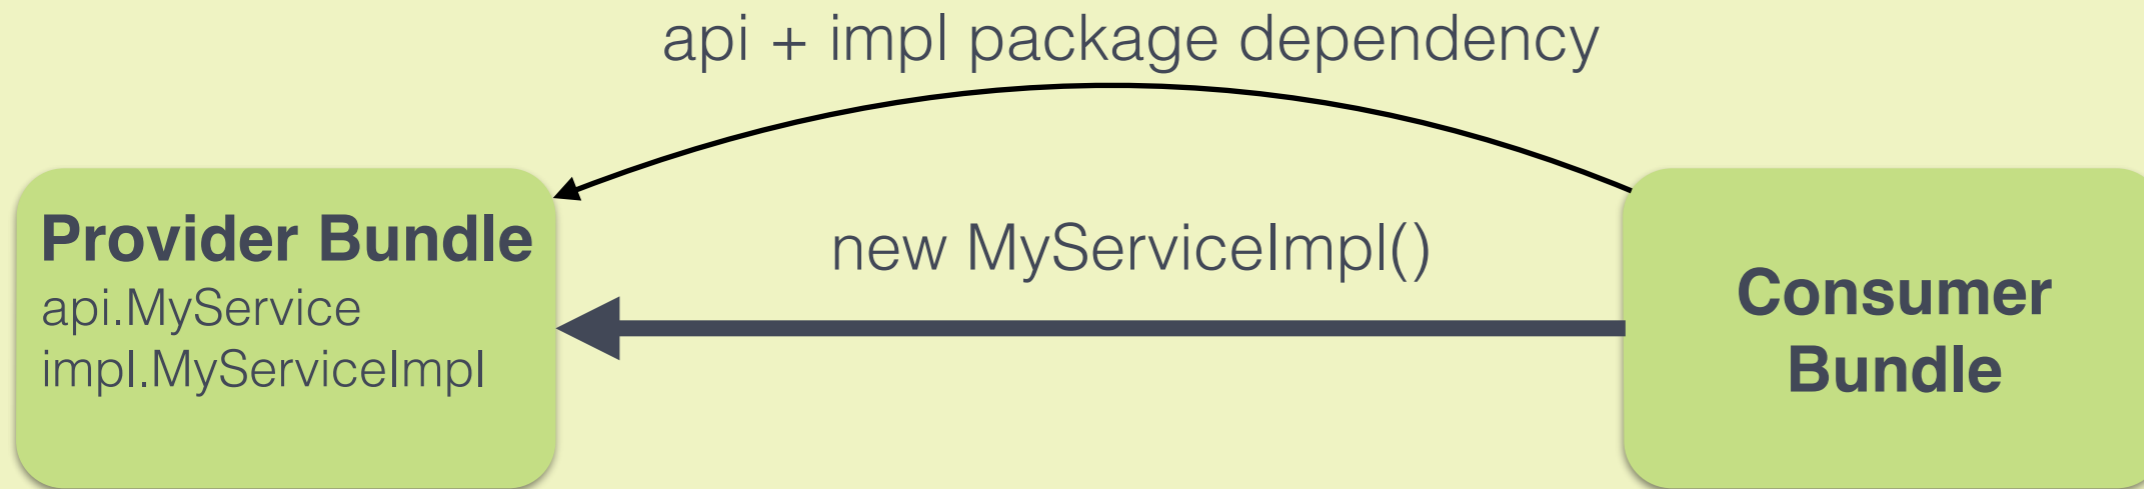 api + impl package dependency
Provider Bundle
api.MyService
impl.MyServiceImpl
new MyServiceImpl()
Consumer
Bundle